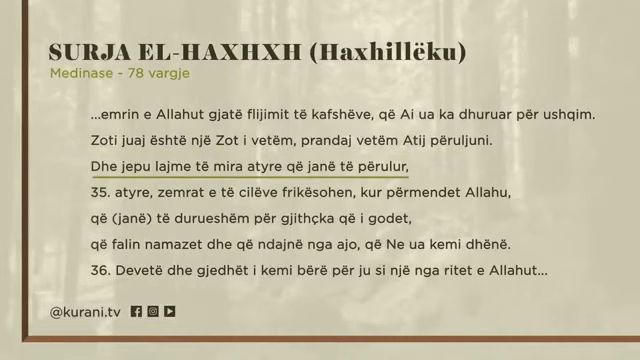 SURJA EL-HAXHXH (Haxhillëku)
Medinase - 78 vargje
...emrin e Allahut gjatë flijimit të kafshëve, që Ai ua ka dhuruar për ushqim.
Zoti juaj është një Zot i vetëm, prandaj vetëm Atij përuljuni.
Dhe jepu lajme të mira atyre që janë të përulur,
35. atyre, zemrat e të cilëve frikësohen, kur përmendet Allahu,
që (janë) të durueshëm për gjithçka që i godet,
që falin namazet dhe që ndajnë nga ajo, që Ne ua kemi dhënë.
36. Devetë dhe gjedhët i kemi bërë për ju si një nga ritet e Allahut...
@kurani.tv